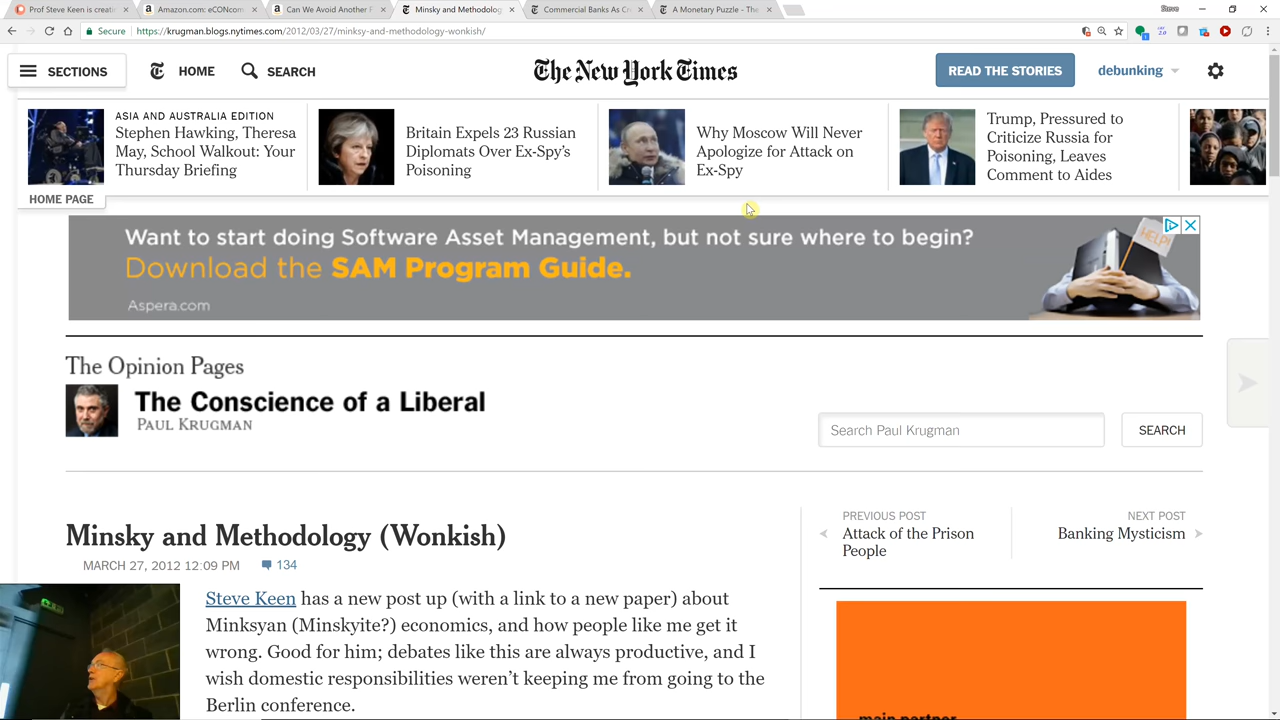 Prof Steve Keen is creatin
Amazon.com: eCONcom
Can We Avoid Another F
Minsky and Methodolog
Commercial Banks As Cr
A Monetary Puzzle - The
Steve
Secure
https://krugman.blogs.nytimes.com/2012/03/27/minksy-and-methodology-wonkish/
SECTIONS
HOME
SEARCH
The New York Times
READ THE STORIES
debunking
ASIA AND AUSTRALIA EDITION
Stephen Hawking, Theresa
May, School Walkout: Your
Thursday Briefing
Britain Expels 23 Russian
Diplomats Over Ex-Spy's
Poisoning
Why Moscow Will Never
Apologize for Attack on
Ex-Spy
Trump, Pressured to
Criticize Russia for
Poisoning, Leaves
Comment to Aides
HOME PAGE
Want to start doing Software Asset Management, but not sure where to begin?
Download the SAM Program Guide.
Aspera.com
HELP!
The Opinion Pages
The Conscience of a Liberal
PAUL KRUGMAN
Search Paul Krugman
SEARCH
Minsky and Methodology (Wonkish)
MARCH 27, 2012 12:09 PM
134
PREVIOUS POST
Attack of the Prison
People
NEXT POST
Banking Mysticism
Steve Keen has a new post up (with a link to a new paper) about
Minksyan (Minskyite?) economics, and how people like me get it
wrong. Good for him; debates like this are always productive, and I
wish domestic responsibilities weren't keeping me from going to the
Berlin conference.
main partner